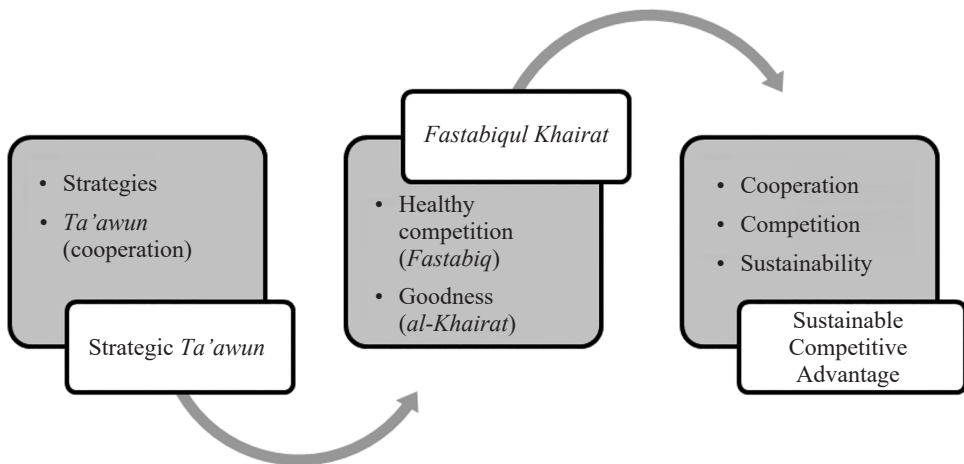 • Strategies
• Ta’awun
(cooperation)
Strategic Ta’awun
Fastabiqul Khairat
• Healthy
competition
(Fastabiq)
• Goodness
(al-Khairat)
• Cooperation
• Competition
• Sustainability
Sustainable
Competitive
Advantage